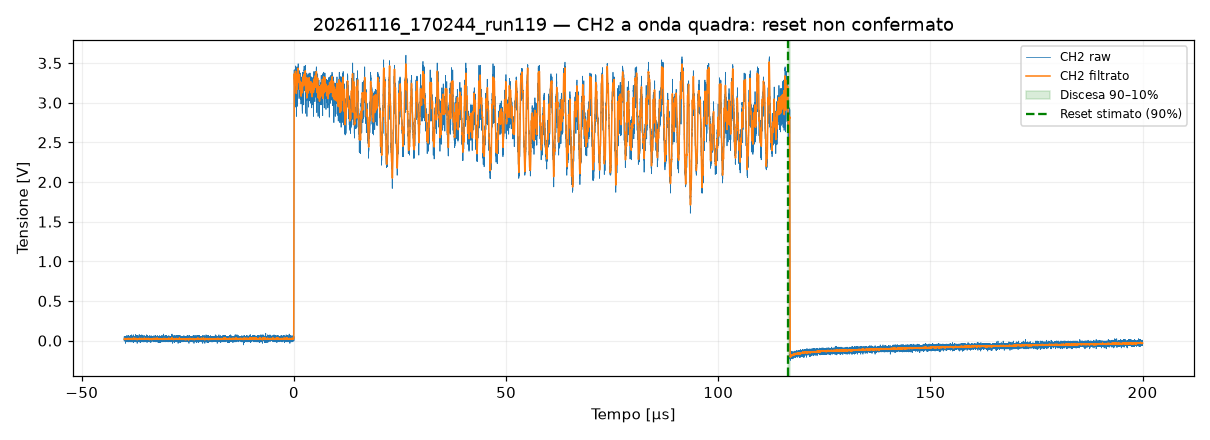 20261116_170244_run119 — CH2 a onda quadra: reset non confermato
CH2 raw
CH2 filtrato
Discesa 90–10%
Reset stimato (90%)
Tensione [V]
3.5
3.0
2.5
2.0
1.5
1.0
0.5
0.0
−50
0
50
100
150
200
Tempo [µs]